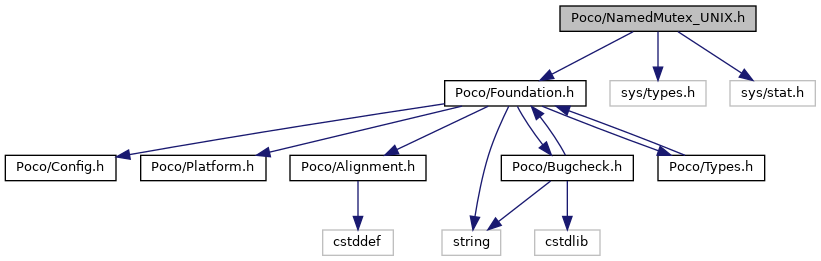 Poco/NamedMutex_UNIX.h
Poco/Foundation.h
sys/types.h
sys/stat.h
Poco/Config.h
Poco/Platform.h
Poco/Alignment.h
Poco/Bugcheck.h
Poco/Types.h
cstddef
string
cstdlib